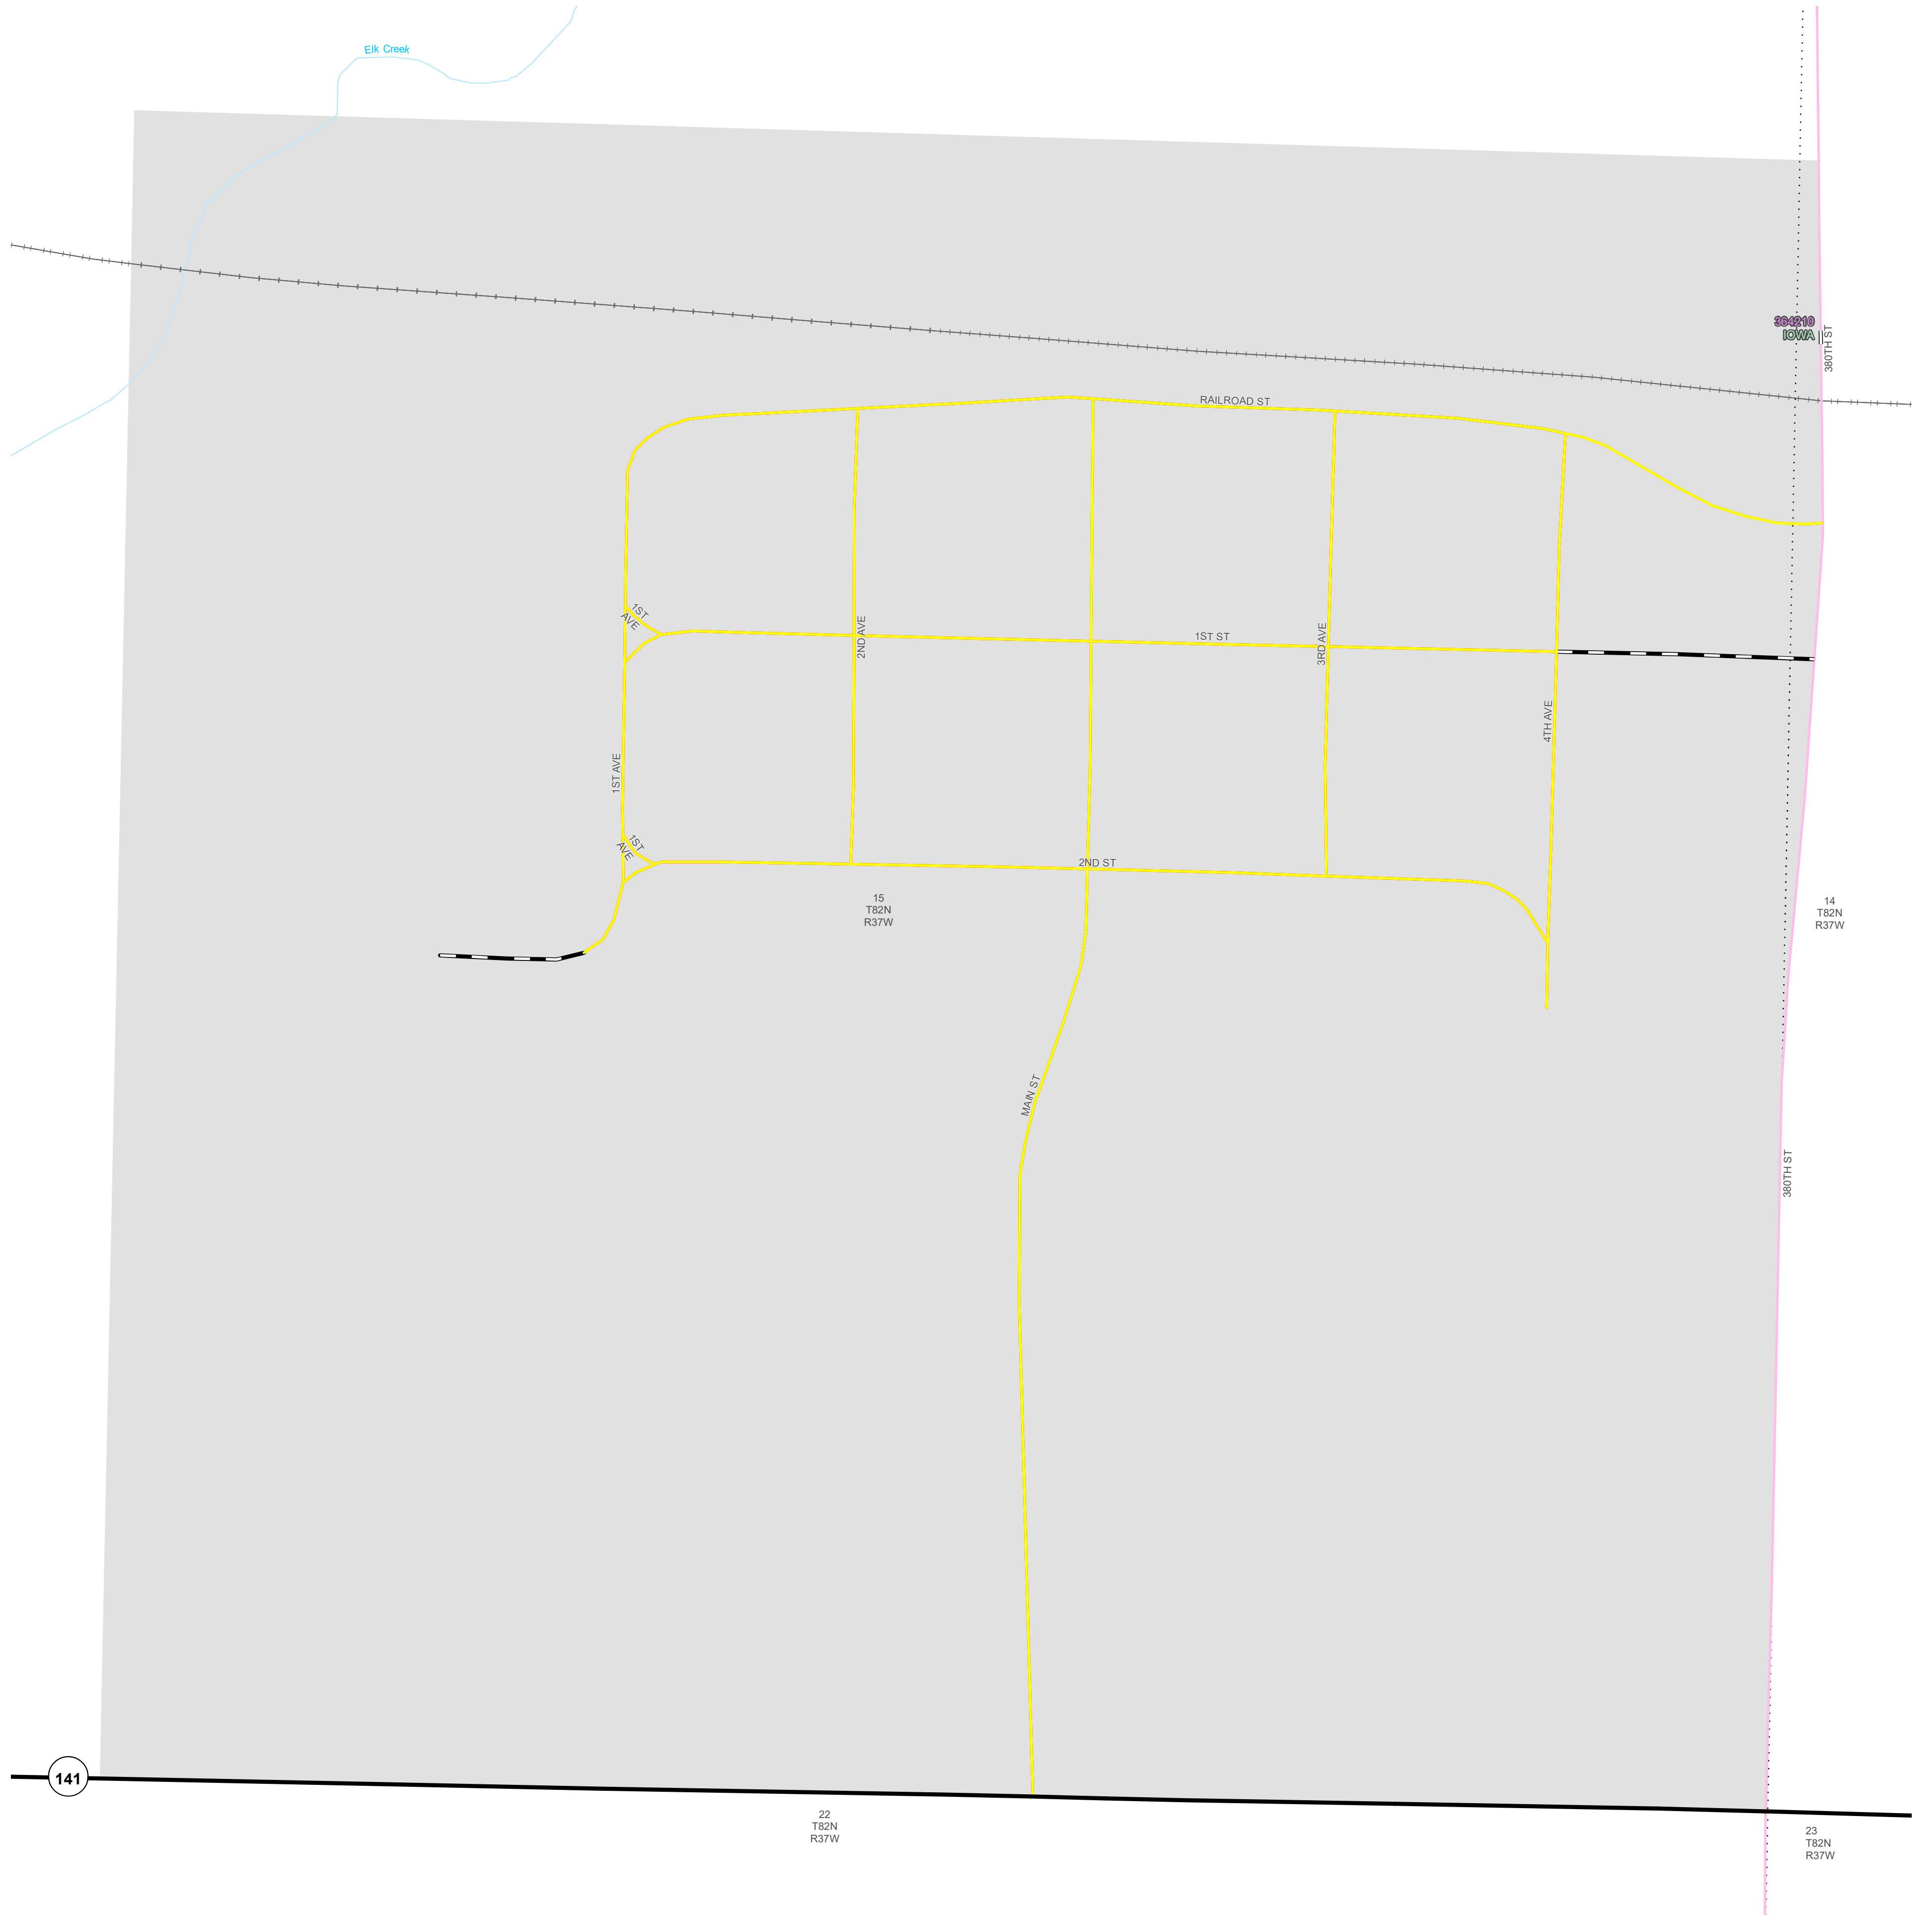 Elk Creek
364210
IOWA
380TH ST
RAILROAD ST
1ST
AVE
2ND AVE
1ST ST
3RD AVE
4TH AVE
1ST AVE
1ST
AVE
2ND ST
15
T82N
R37W
14
T82N
R37W
MAIN ST
380TH ST
141
22
T82N
R37W
23
T82N
R37W